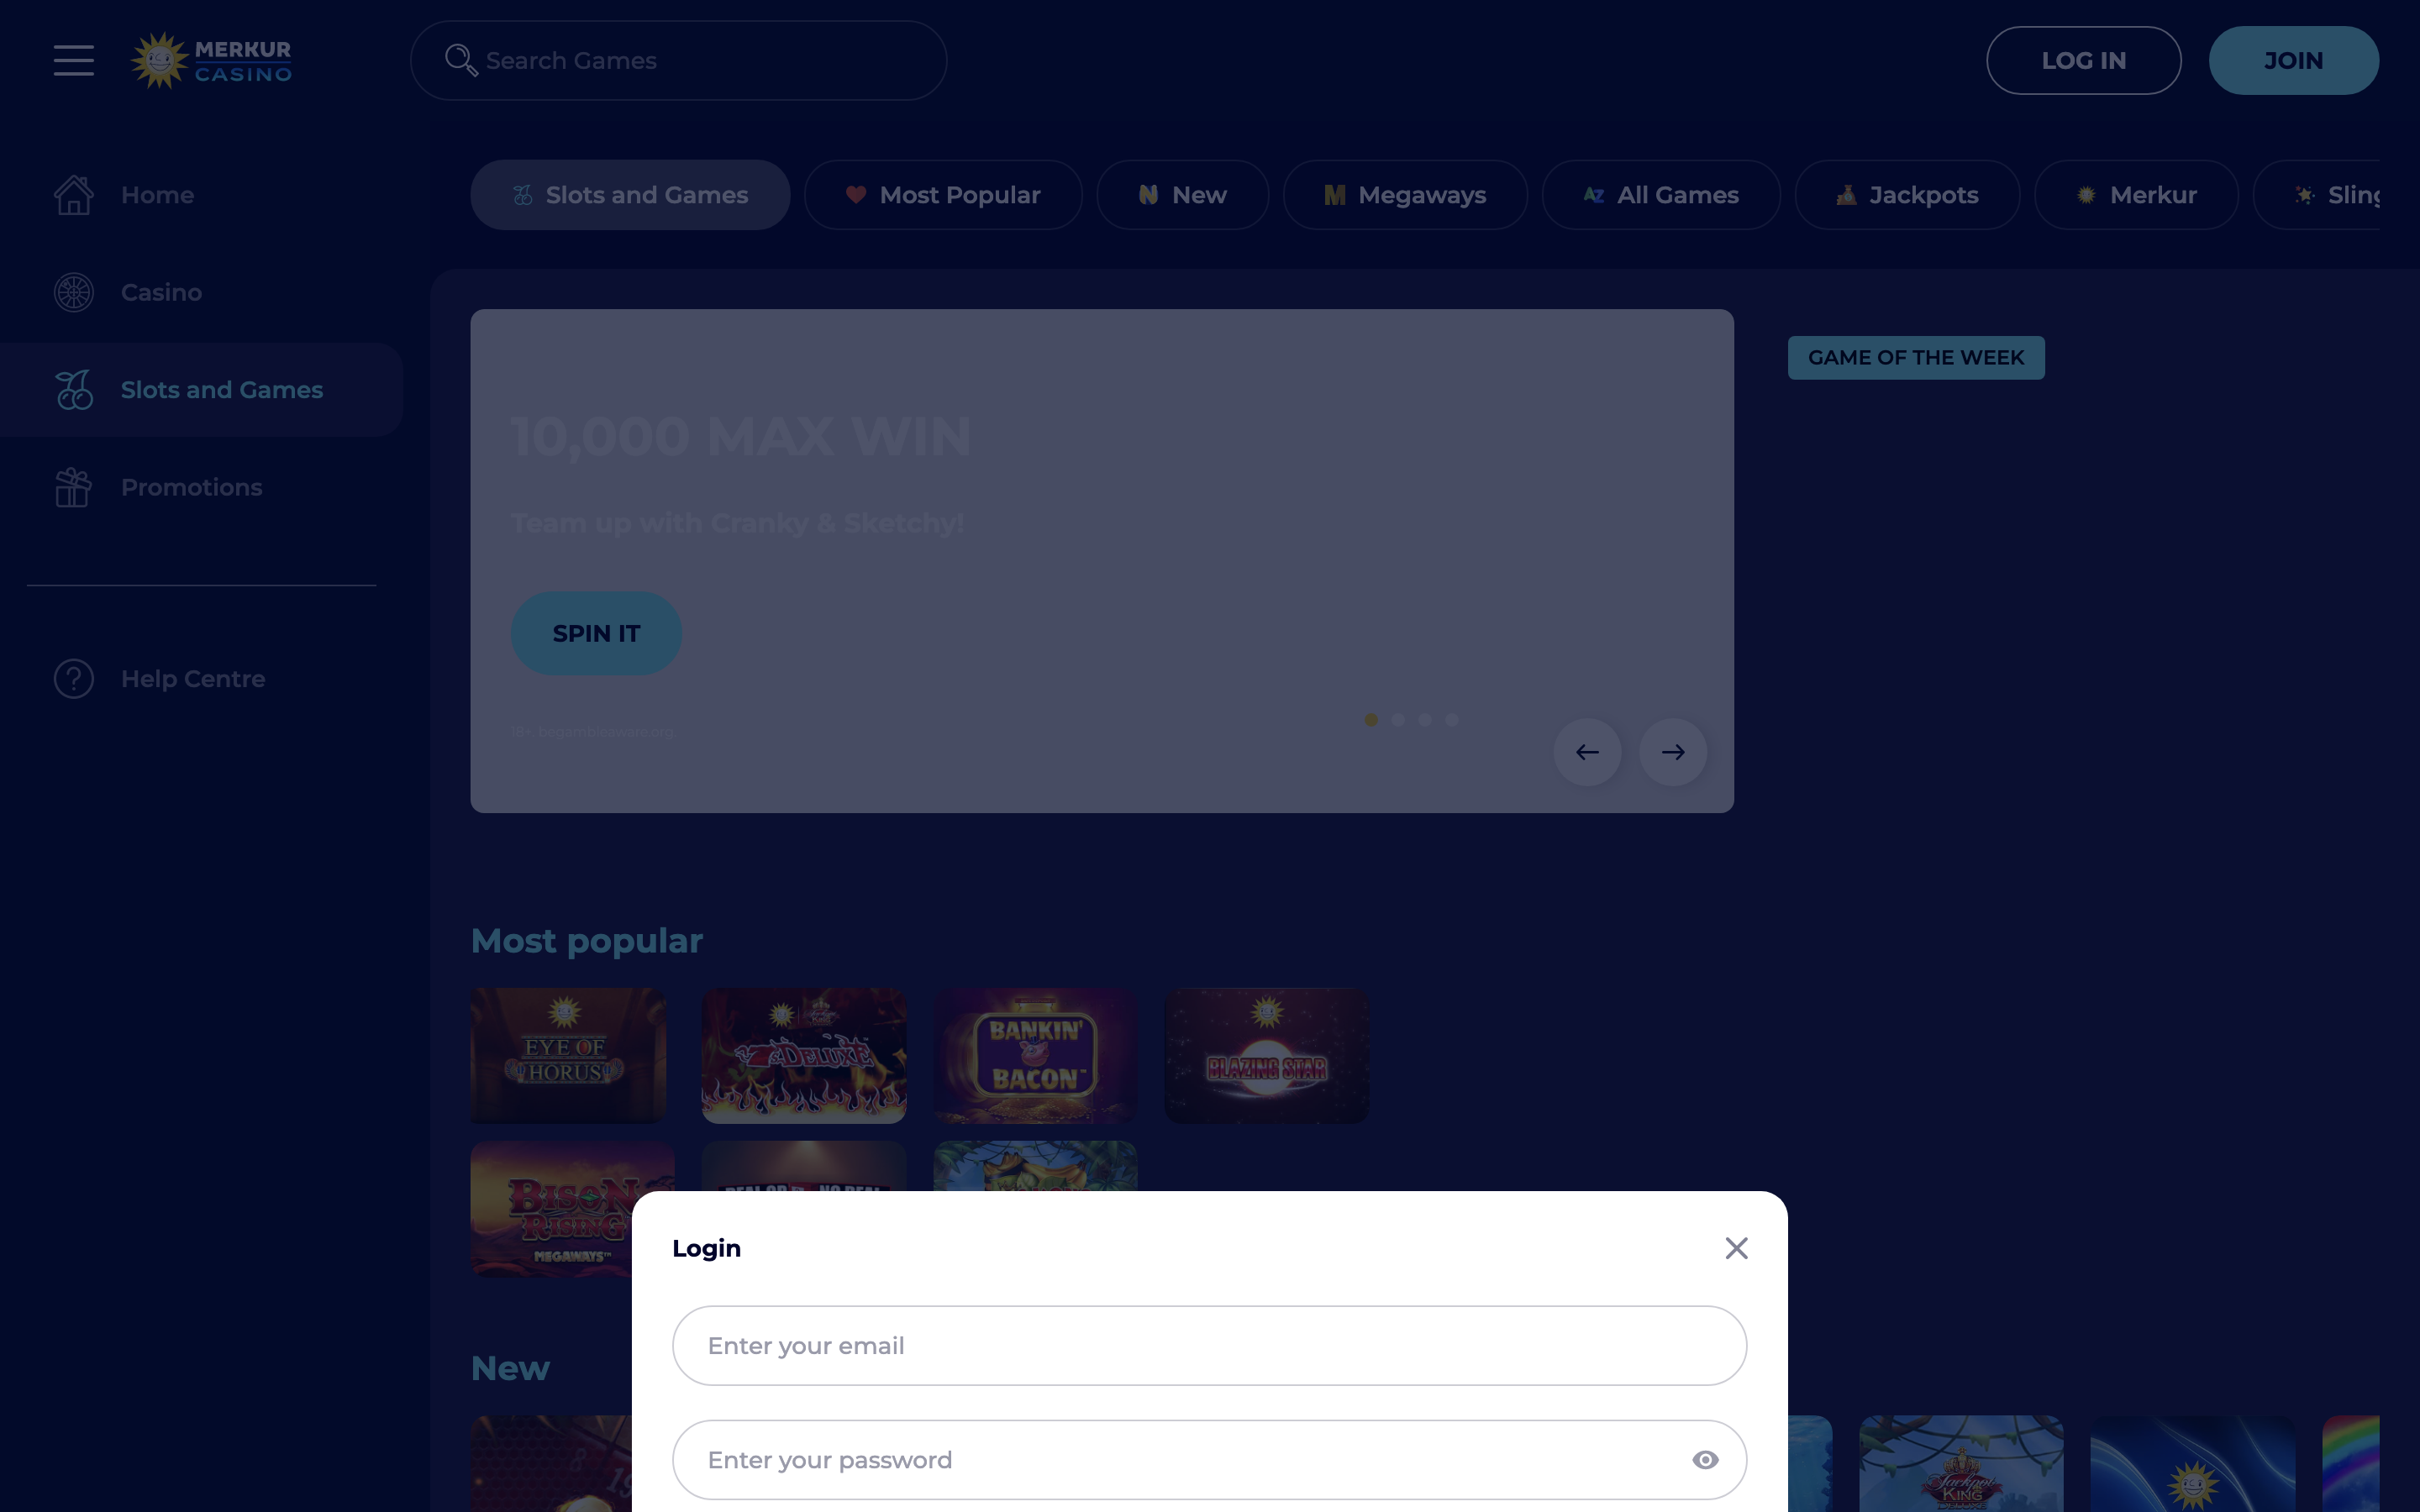 MERKUR
CASINO
Search Games
LOG IN
JOIN
Home
Casino
Slots and Games
Promotions
Help Centre
Slots and Games
Most Popular
New
Megaways
All Games
Jackpots
Merkur
Sling
10,000 MAX WIN
Team up with Cranky & Sketchy!
SPIN IT
18+ begambleaware.org
GAME OF THE WEEK
Most popular
EYE OF
HORUS
7s DELUXE
BANKIN'
BACON™
BLAZING STAR
BISON
RISING
MEGAWAYS™
New
JACKPOT
KING
Login
Enter your email
Enter your password